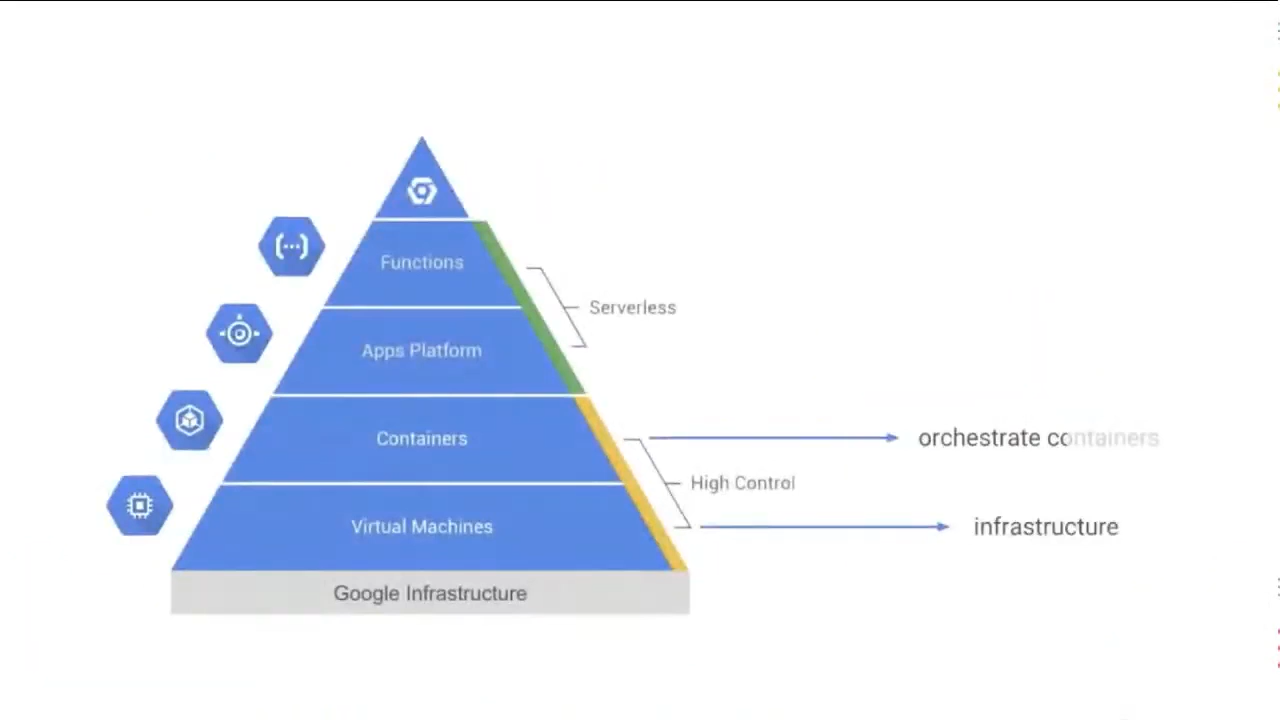 Functions
Serverless
Apps Platform
Containers
orchestrate containers
High Control
Virtual Machines
infrastructure
Google Infrastructure